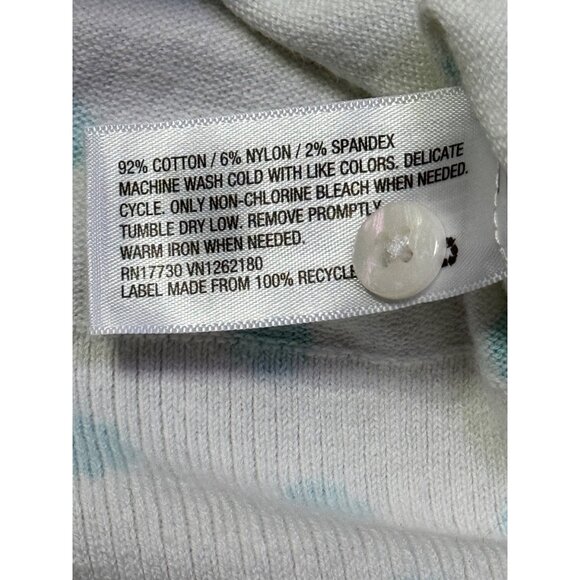 92% COTTON / 6% NYLON / 2% SPANDEX
MACHINE WASH COLD WITH LIKE COLORS. DELICATE
CYCLE. ONLY NON-CHLORINE BLEACH WHEN NEEDED.
TUMBLE DRY LOW. REMOVE PROMPTLY
WARM IRON WHEN NEEDED.
RN17730 VN1262180
LABEL MADE FROM 100% RECYCLE